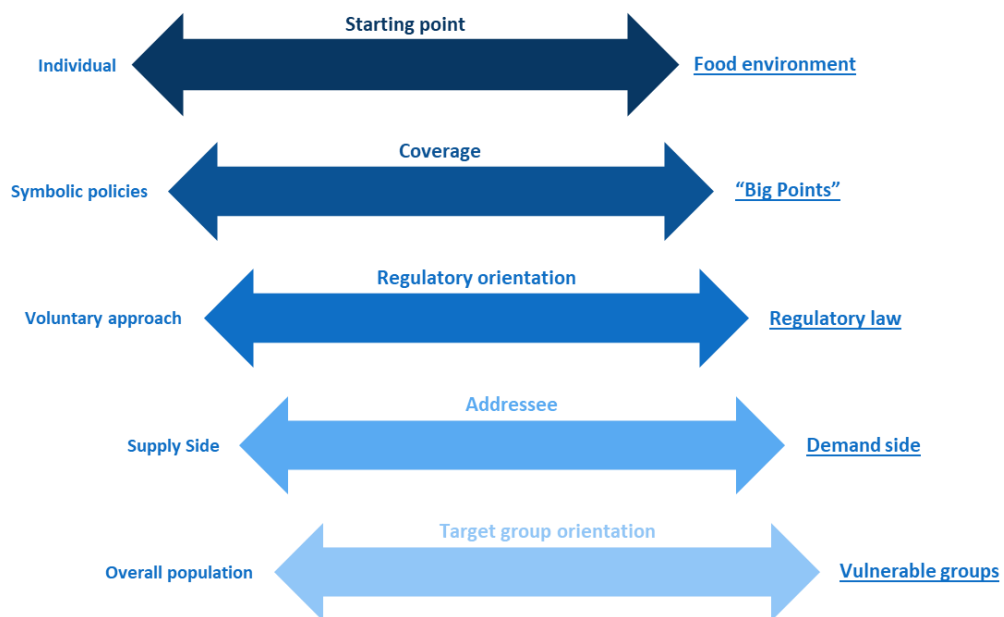 Starting point
Individual
Food environment
Coverage
Symbolic policies
“Big Points”
Regulatory orientation
Voluntary approach
Regulatory law
Addressee
Supply Side
Demand side
Target group orientation
Overall population
Vulnerable groups